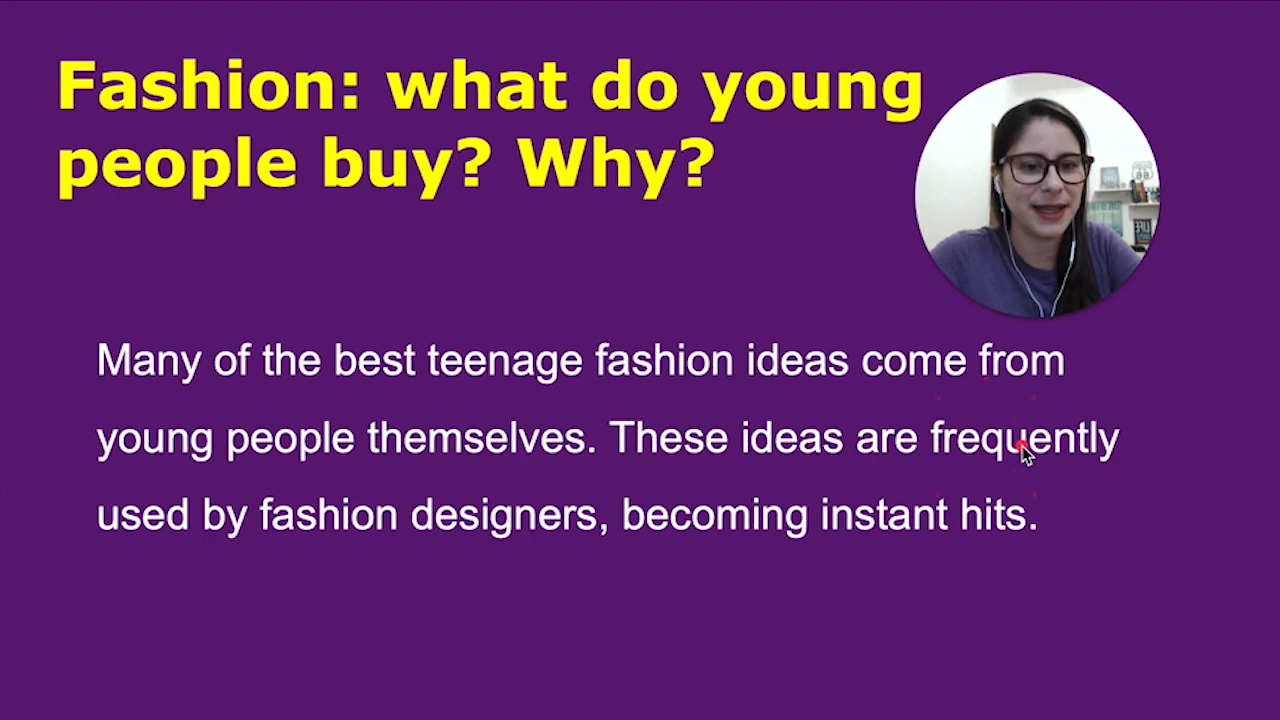 Fashion: what do young
people buy? Why?
Many of the best teenage fashion ideas come from
young people themselves. These ideas are frequently
used by fashion designers, becoming instant hits.